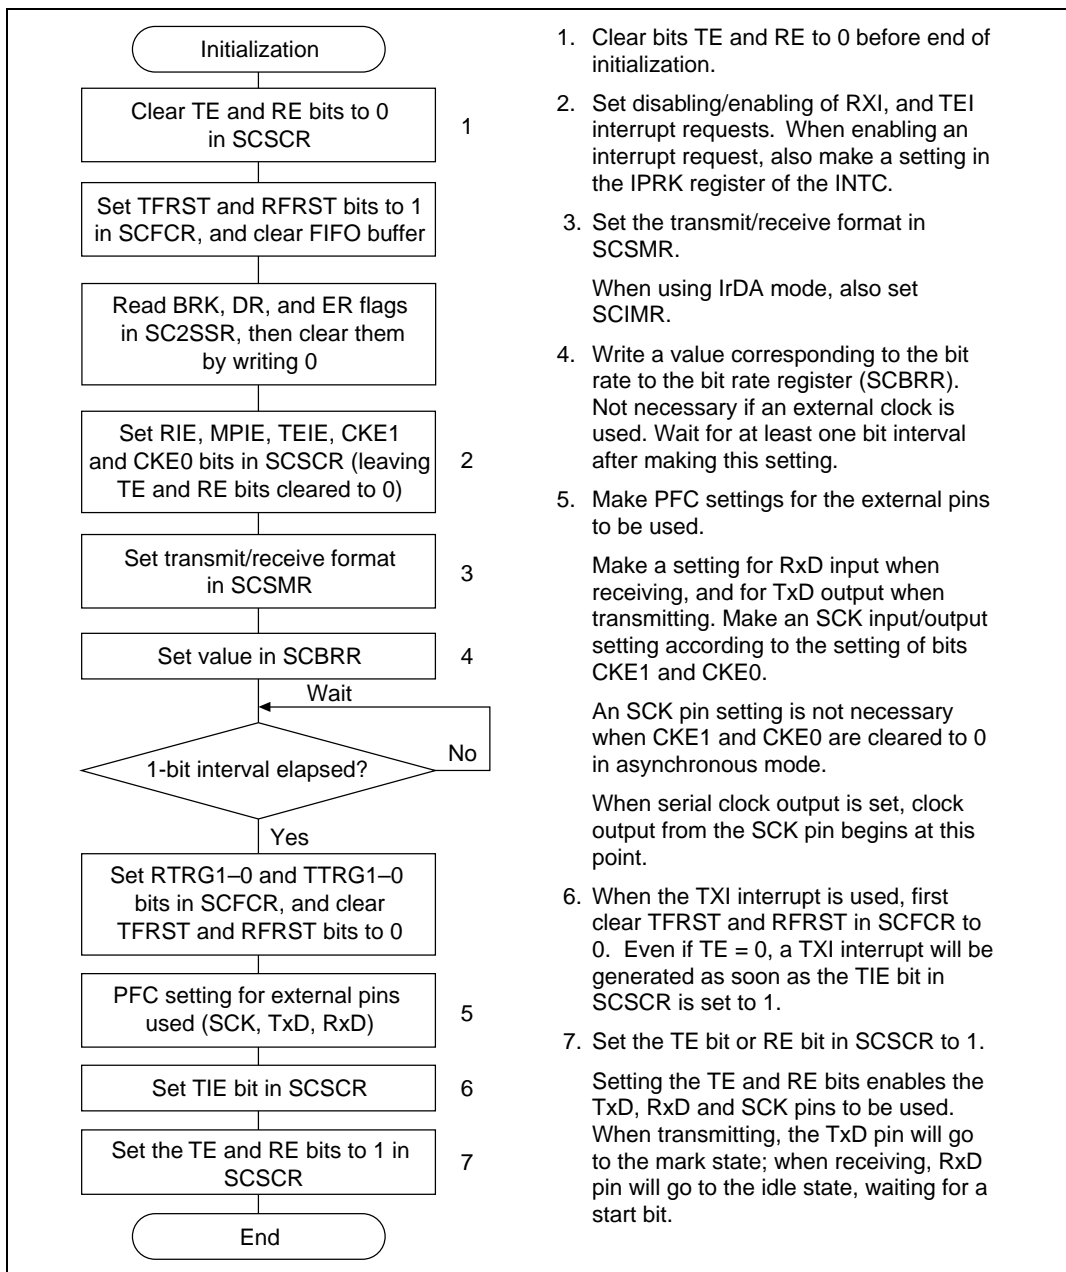 Initialization
Clear TE and RE bits to 0
in SCSCR
1
Set TFRST and RFRST bits to 1
in SCFCR, and clear FIFO buffer
Read BRK, DR, and ER flags
in SC2SSR, then clear them
by writing 0
Set RIE, MPIE, TEIE, CKE1
and CKE0 bits in SCSCR (leaving
TE and RE bits cleared to 0)
2
Set transmit/receive format
in SCSMR
3
Set value in SCBRR
4
Wait
1-bit interval elapsed?
No
Yes
Set RTRG1–0 and TTRG1–0
bits in SCFCR, and clear
TFRST and RFRST bits to 0
PFC setting for external pins
used (SCK, TxD, RxD)
5
Set TIE bit in SCSCR
6
Set the TE and RE bits to 1 in
SCSCR
7
End
1. Clear bits TE and RE to 0 before end of
initialization.
2. Set disabling/enabling of RXI, and TEI
interrupt requests. When enabling an
interrupt request, also make a setting in
the IPRK register of the INTC.
3. Set the transmit/receive format in
SCSMR.
When using IrDA mode, also set
SCIMR.
4. Write a value corresponding to the bit
rate to the bit rate register (SCBRR).
Not necessary if an external clock is
used. Wait for at least one bit interval
after making this setting.
5. Make PFC settings for the external pins
to be used.
Make a setting for RxD input when
receiving, and for TxD output when
transmitting. Make an SCK input/output
setting according to the setting of bits
CKE1 and CKE0.
An SCK pin setting is not necessary
when CKE1 and CKE0 are cleared to 0
in asynchronous mode.
When serial clock output is set, clock
output from the SCK pin begins at this
point.
6. When the TXI interrupt is used, first
clear TFRST and RFRST in SCFCR to
0. Even if TE = 0, a TXI interrupt will be
generated as soon as the TIE bit in
SCSCR is set to 1.
7. Set the TE bit or RE bit in SCSCR to 1.
Setting the TE and RE bits enables the
TxD, RxD and SCK pins to be used.
When transmitting, the TxD pin will go
to the mark state; when receiving, RxD
pin will go to the idle state, waiting for a
start bit.